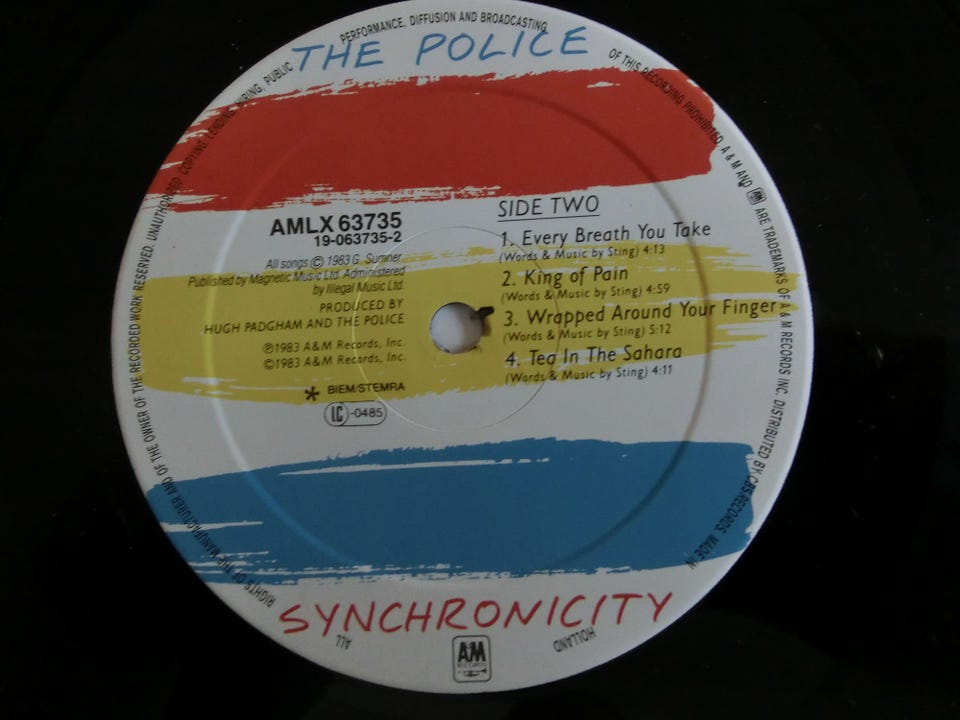 THE POLICE
AMLX 63735
19-063735-2
All songs © 1983 G. Sumner
Published by Magnetic Music Ltd. Administered
by Illegal Music Ltd.
PRODUCED BY
HUGH PADGHAM AND THE POLICE
℗1983 A&M Records, Inc.
©1983 A&M Records, Inc.
* BIEM/STEMRA
LC-0485
SIDE TWO
1. Every Breath You Take
(Words & Music by Sting) 4:13
2. King of Pain
(Words & Music by Sting) 4:59
3. Wrapped Around Your Finger
(Words & Music by Sting) 5:12
4. Tea In The Sahara
(Words & Music by Sting) 4:11
SYNCHRONICITY
AM RECORDS
ALL RIGHTS OF THE MANUFACTURER AND OF THE OWNER OF THE RECORDED WORK RESERVED. UNAUTHORIZED COPYING, LENDING, HIRING, PUBLIC PERFORMANCE, DIFFUSION AND BROADCASTING OF THIS RECORDING PROHIBITED. A & M AND AM ARE TRADEMARKS OF A & M RECORDS INC. DISTRIBUTED BY CBS RECORDS. MADE IN HOLLAND